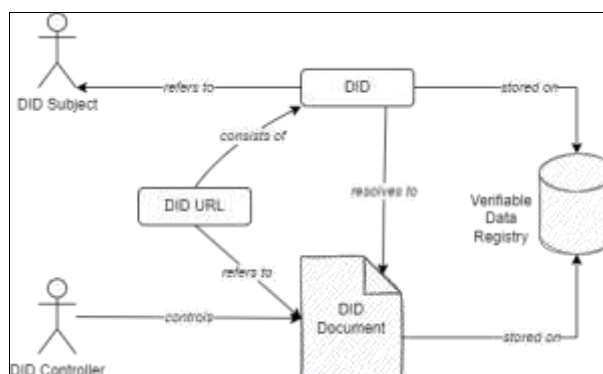 refers to
DID
stored on
DID Subject
consists of
resolves to
DID URL
Verifiable
Data
Registry
refers to
DID
Document
controls
stored on
DID Controller